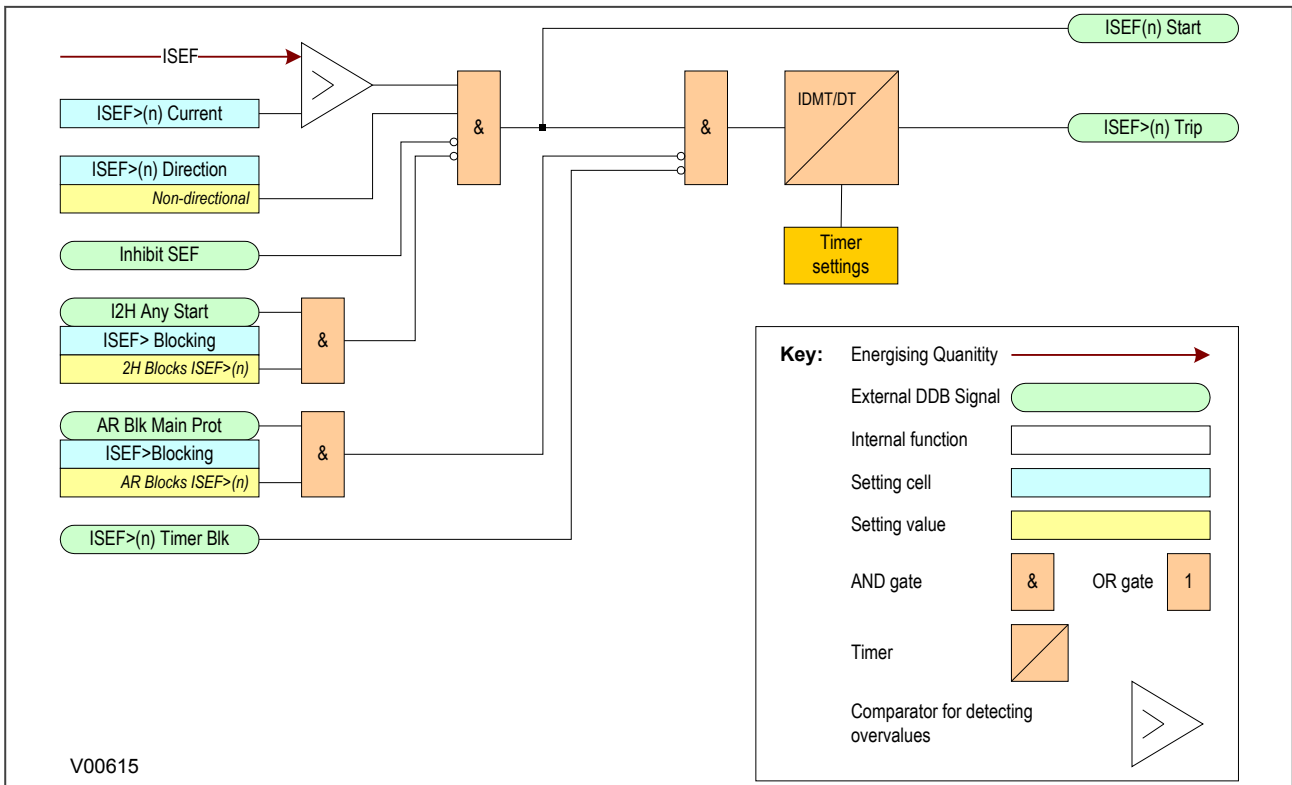 ISEF
ISEF>(n) Current
ISEF>(n) Direction
Non-directional
Inhibit SEF
I2H Any Start
ISEF> Blocking
2H Blocks ISEF>(n)
AR Blk Main Prot
ISEF>Blocking
AR Blocks ISEF>(n)
ISEF>(n) Timer Blk
&
&
&
&
IDMT/DT
Timer
settings
ISEF(n) Start
ISEF>(n) Trip
Key:
Energising Quanitity
External DDB Signal
Internal function
Setting cell
Setting value
AND gate
&
OR gate
1
Timer
Comparator for detecting
overvalues
V00615